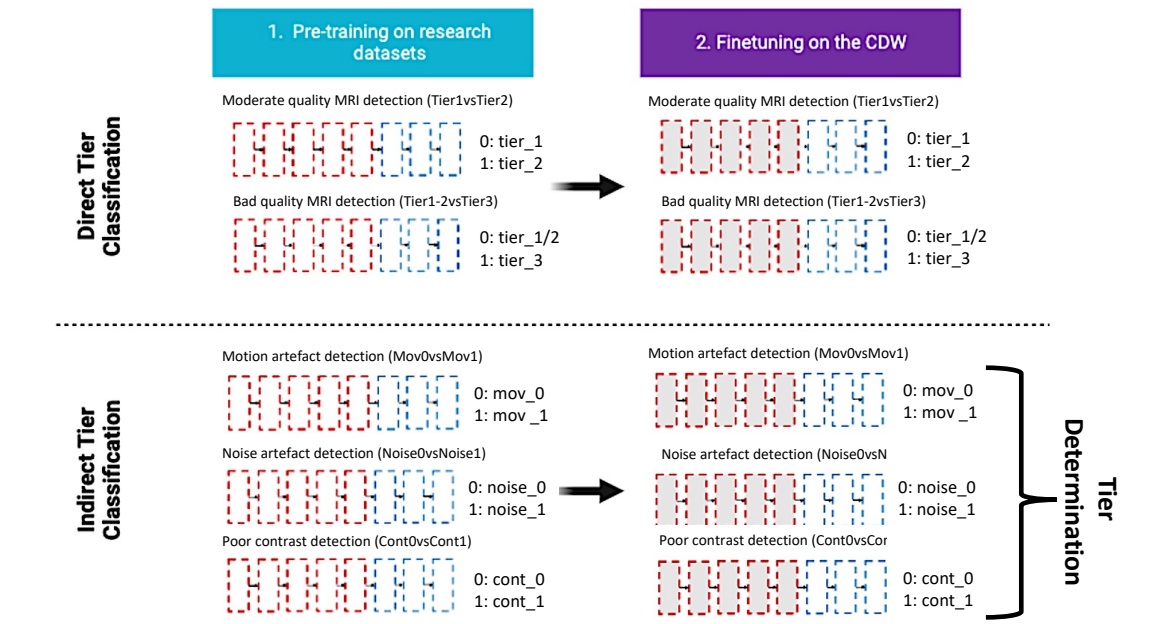 1. Pre-training on research
datasets
2. Finetuning on the CDW
Direct Tier
Classification
Moderate quality MRI detection (Tier1vsTier2)
0: tier_1
1: tier_2
Bad quality MRI detection (Tier1-2vsTier3)
0: tier_1/2
1: tier_3
Moderate quality MRI detection (Tier1vsTier2)
0: tier_1
1: tier_2
Bad quality MRI detection (Tier1-2vsTier3)
0: tier_1/2
1: tier_3
Indirect Tier
Classification
Motion artefact detection (Mov0vsMov1)
0: mov_0
1: mov _1
Noise artefact detection (Noise0vsNoise1)
0: noise_0
1: noise_1
Poor contrast detection (Cont0vsCont1)
0: cont_0
1: cont_1
Motion artefact detection (Mov0vsMov1)
0: mov_0
1: mov _1
Noise artefact detection (Noise0vsN
0: noise_0
1: noise_1
Poor contrast detection (Cont0vsCor
0: cont_0
1: cont_1
Tier
Determination